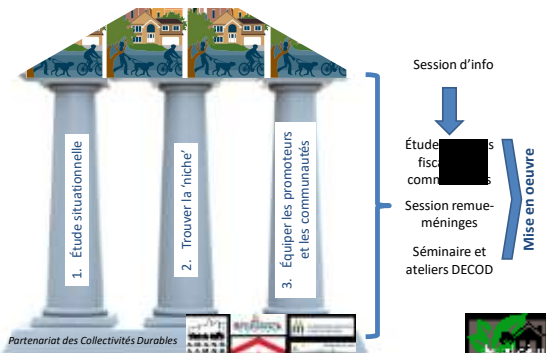 1. Étude situationnelle
2. Trouver la ‘niche’
3. Équiper les promoteurs
et les communautés
Session d’info
Étude s
fisca
comm s
Session remue-
méninges
Séminaire et
ateliers DECOD
Mise en oeuvre
Partenariat des Collectivités Durables